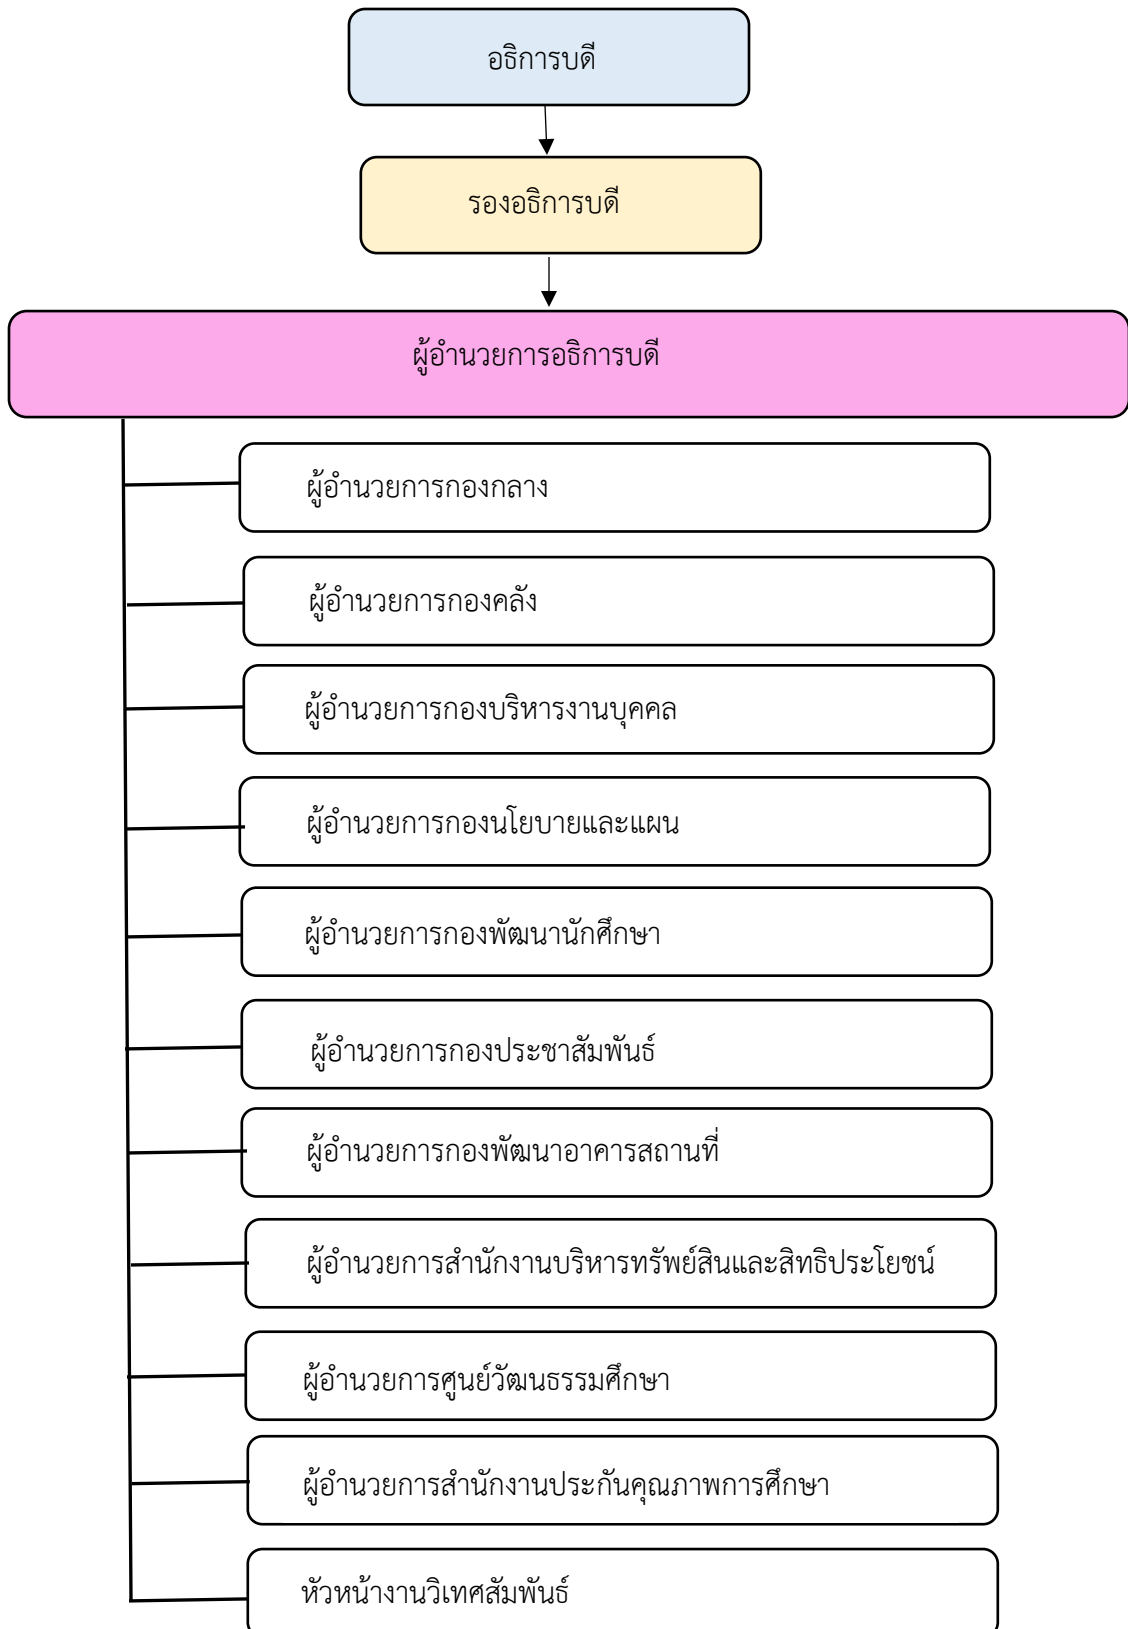 อธิการบดี
รองอธิการบดี
ผู้อำนวยการอธิการบดี
ผู้อำนวยการกองกลาง
ผู้อำนวยการกองคลัง
ผู้อำนวยการกองบริหารงานบุคคล
ผู้อำนวยการกองนโยบายและแผน
ผู้อำนวยการกองพัฒนานักศึกษา
ผู้อำนวยการกองประชาสัมพันธ์
ผู้อำนวยการกองพัฒนาอาคารสถานที่
ผู้อำนวยการสำนักงานบริหารทรัพย์สินและสิทธิประโยชน์
ผู้อำนวยการศูนย์วัฒนธรรมศึกษา
ผู้อำนวยการสำนักงานประกันคุณภาพการศึกษา
หัวหน้างานวิเทศสัมพันธ์